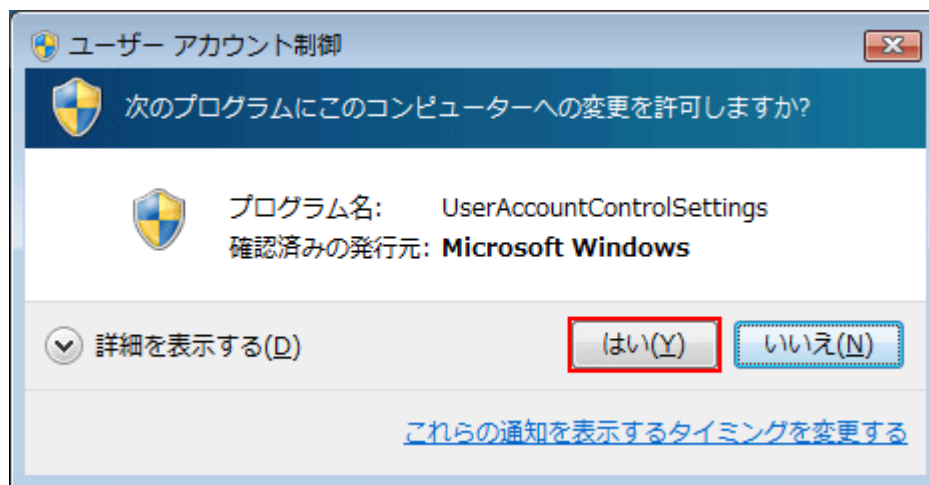 ユーザー アカウント制御
次のプログラムにこのコンピューターへの変更を許可しますか?
プログラム名: UserAccountControlSettings
確認済みの発行元: Microsoft Windows
詳細を表示する(D) はい(Y) いいえ(N)
これらの通知を表示するタイミングを変更する